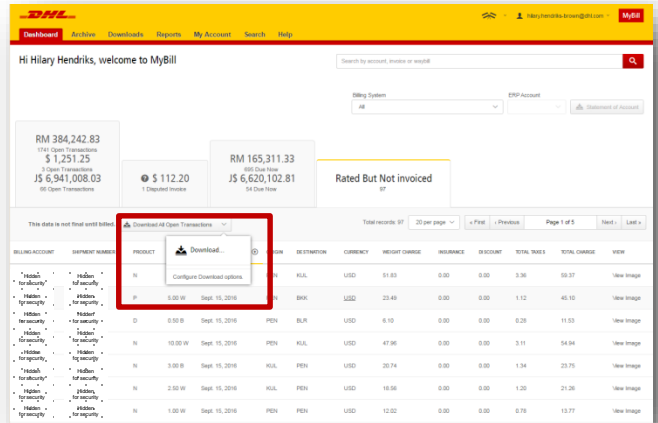 DHL
hilary.hendriks-brown@dhl.com
MyBill
Dashboard Archive Downloads Reports My Account Search Help
Hi Hilary Hendriks, welcome to MyBill
Search by account, invoice or waybill
Billing System
ERP Account
All
Statement of Account
RM 384,242.83
1741 Open Transactions
$ 1,251.25
3 Open Transactions
J$ 6,941,008.03
66 Open Transactions
$ 112.20
1 Disputed Invoice
RM 165,311.33
695 Due Now
J$ 6,620,102.81
54 Due Now
Rated But Not invoiced
97
This data is not final until billed.
Download All Open Transactions
Total records: 97
20 per page
« First
‹ Previous
Page 1 of 5
Next ›
Last »
Download...
Configure Download options
BILLING ACCOUNT SHIPMENT NUMBER PRODUCT ORIGIN DESTINATION CURRENCY WEIGHT CHARGE INSURANCE DISCOUNT TOTAL TAXES TOTAL CHARGE VIEW
"Hidden for security" "Hidden for security" N PEN KUL USD 51.83 0.00 0.00 3.36 59.37 View Image
"Hidden for security" "Hidden for security" P 5.00 W Sept. 15, 2016 BKK USD 23.49 0.00 0.00 1.12 45.10 View Image
"Hidden for security" "Hidden for security" D 0.50 B Sept. 15, 2016 PEN BLR USD 6.10 0.00 0.00 0.28 11.53 View Image
"Hidden for security" "Hidden for security" N 10.00 W Sept. 15, 2016 PEN KUL USD 47.96 0.00 0.00 3.11 54.94 View Image
"Hidden for security" "Hidden for security" N 3.00 B Sept. 15, 2016 KUL PEN USD 20.74 0.00 0.00 1.34 23.75 View Image
"Hidden for security" "Hidden for security" N 2.50 W Sept. 15, 2016 KUL PEN USD 18.56 0.00 0.00 1.20 21.26 View Image
"Hidden for security" "Hidden for security" N 1.00 W Sept. 15, 2016 PEN PEN USD 12.02 0.00 0.00 0.78 13.77 View Image